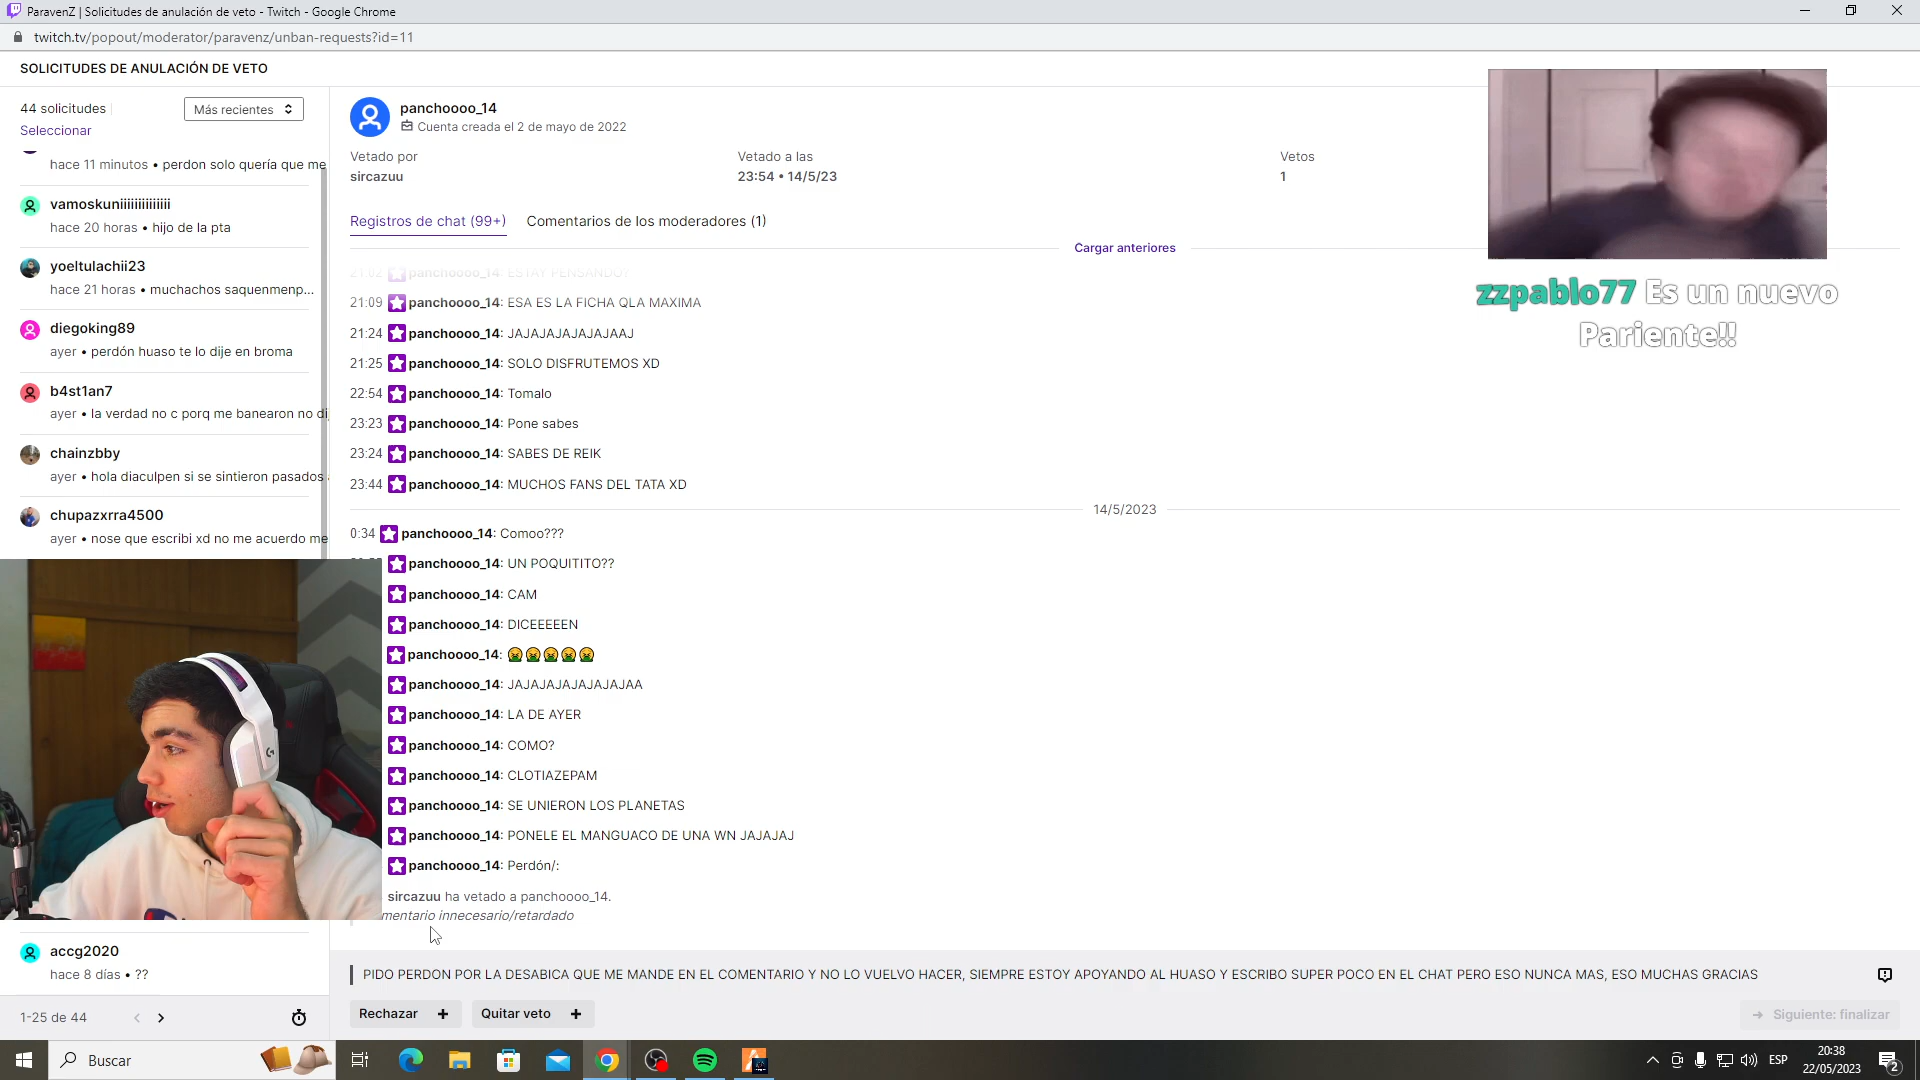 ParavenZ | Solicitudes de anulación de veto - Twitch - Google Chrome
twitch.tv/popout/moderator/paravenz/unban-requests?id=11
SOLICITUDES DE ANULACIÓN DE VETO
44 solicitudes
Más recientes
Seleccionar
hace 11 minutos • perdon solo quería que me
vamoskuniiiiiiiiiiiiii
hace 20 horas • hijo de la pta
yoeltulachii23
hace 21 horas • muchachos saquenmenp...
diegoking89
ayer • perdón huaso te lo dije en broma
b4st1an7
ayer • la verdad no c porq me banearon no di
chainzbby
ayer • hola diaculpen si se sintieron pasados
chupazxrra4500
ayer • nose que escribi xd no me acuerdo me
accg2020
hace 8 días • ??
1-25 de 44
panchoooo_14
Cuenta creada el 2 de mayo de 2022
Vetado por
sircazuu
Vetado a las
23:54 • 14/5/23
Vetos
1
Registros de chat (99+)
Comentarios de los moderadores (1)
Cargar anteriores
21:02 panchoooo_14: ESTAY PENSANDO?
21:09 panchoooo_14: ESA ES LA FICHA QLA MAXIMA
21:24 panchoooo_14: JAJAJAJAJAJAJAAJ
21:25 panchoooo_14: SOLO DISFRUTEMOS XD
22:54 panchoooo_14: Tomalo
23:23 panchoooo_14: Pone sabes
23:24 panchoooo_14: SABES DE REIK
23:44 panchoooo_14: MUCHOS FANS DEL TATA XD
14/5/2023
0:34 panchoooo_14: Comoo???
panchoooo_14: UN POQUITITO??
panchoooo_14: CAM
panchoooo_14: DICEEEEEN
panchoooo_14: 🤮🤮🤮🤮🤮
panchoooo_14: JAJAJAJAJAJAJAJAA
panchoooo_14: LA DE AYER
panchoooo_14: COMO?
panchoooo_14: CLOTIAZEPAM
panchoooo_14: SE UNIERON LOS PLANETAS
panchoooo_14: PONELE EL MANGUACO DE UNA WN JAJAJAJ
panchoooo_14: Perdón/:
sircazuu ha vetado a panchoooo_14.
mentario innecesario/retardado
PIDO PERDON POR LA DESABICA QUE ME MANDE EN EL COMENTARIO Y NO LO VUELVO HACER, SIEMPRE ESTOY APOYANDO AL HUASO Y ESCRIBO SUPER POCO EN EL CHAT PERO ESO NUNCA MAS, ESO MUCHAS GRACIAS
Rechazar
Quitar veto
Siguiente: finalizar
zzpablo77 Es un nuevo
Pariente!!
Buscar
ESP
20:38
22/05/2023
2